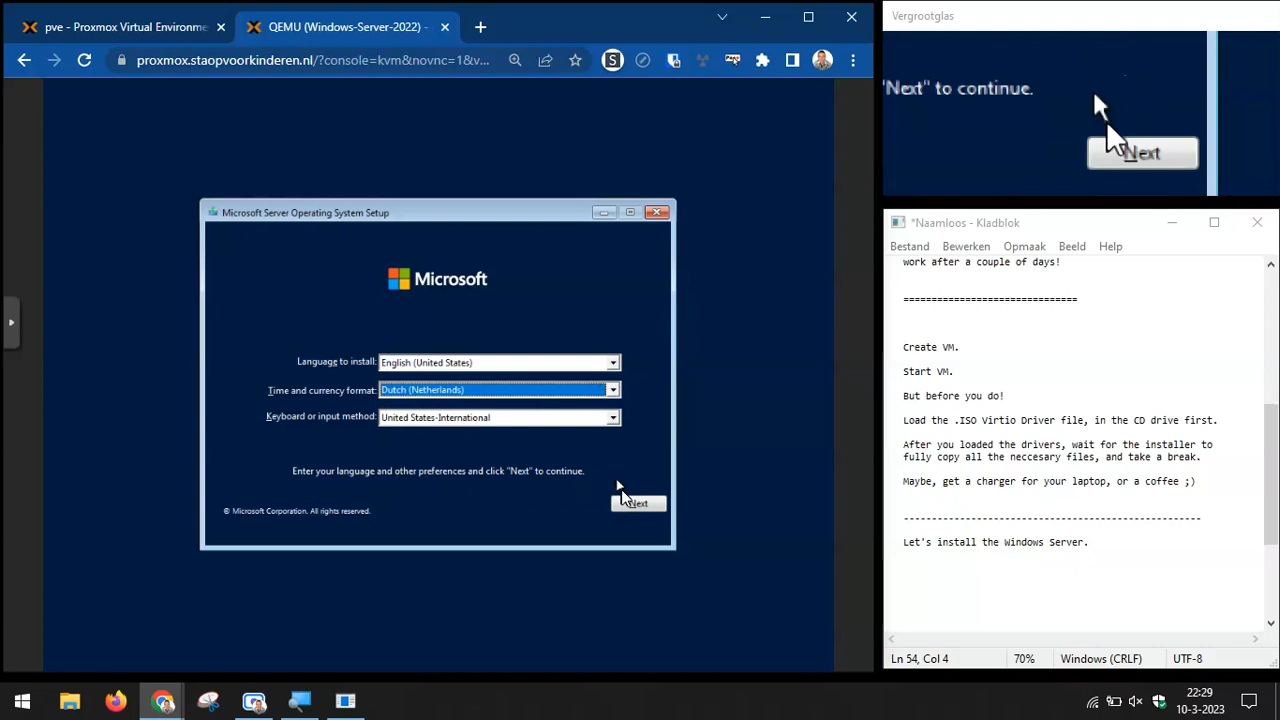 pve - Proxmox Virtual Environme
QEMU (Windows-Server-2022) -
proxmox.staopvoorkinderen.nl/?console=kvm&novnc=1&v...
Microsoft Server Operating System Setup
Microsoft
Language to install: English (United States)
Time and currency format: Dutch (Netherlands)
Keyboard or input method: United States-International
Enter your language and other preferences and click "Next" to continue.
Next
© Microsoft Corporation. All rights reserved.
Vergrootglas
"Next" to continue.
Next
*Naamloos - Kladblok
Bestand Bewerken Opmaak Beeld Help
work after a couple of days!
==============================
Create VM.
Start VM.
But before you do!
Load the .ISO Virtio Driver file, in the CD drive first.
After you loaded the drivers, wait for the installer to
fully copy all the neccesary files, and take a break.
Maybe, get a charger for your laptop, or a coffee ;)
---------------------------------------------------
Let's install the Windows Server.
Ln 54, Col 4 70% Windows (CRLF) UTF-8
22:29
10-3-2023